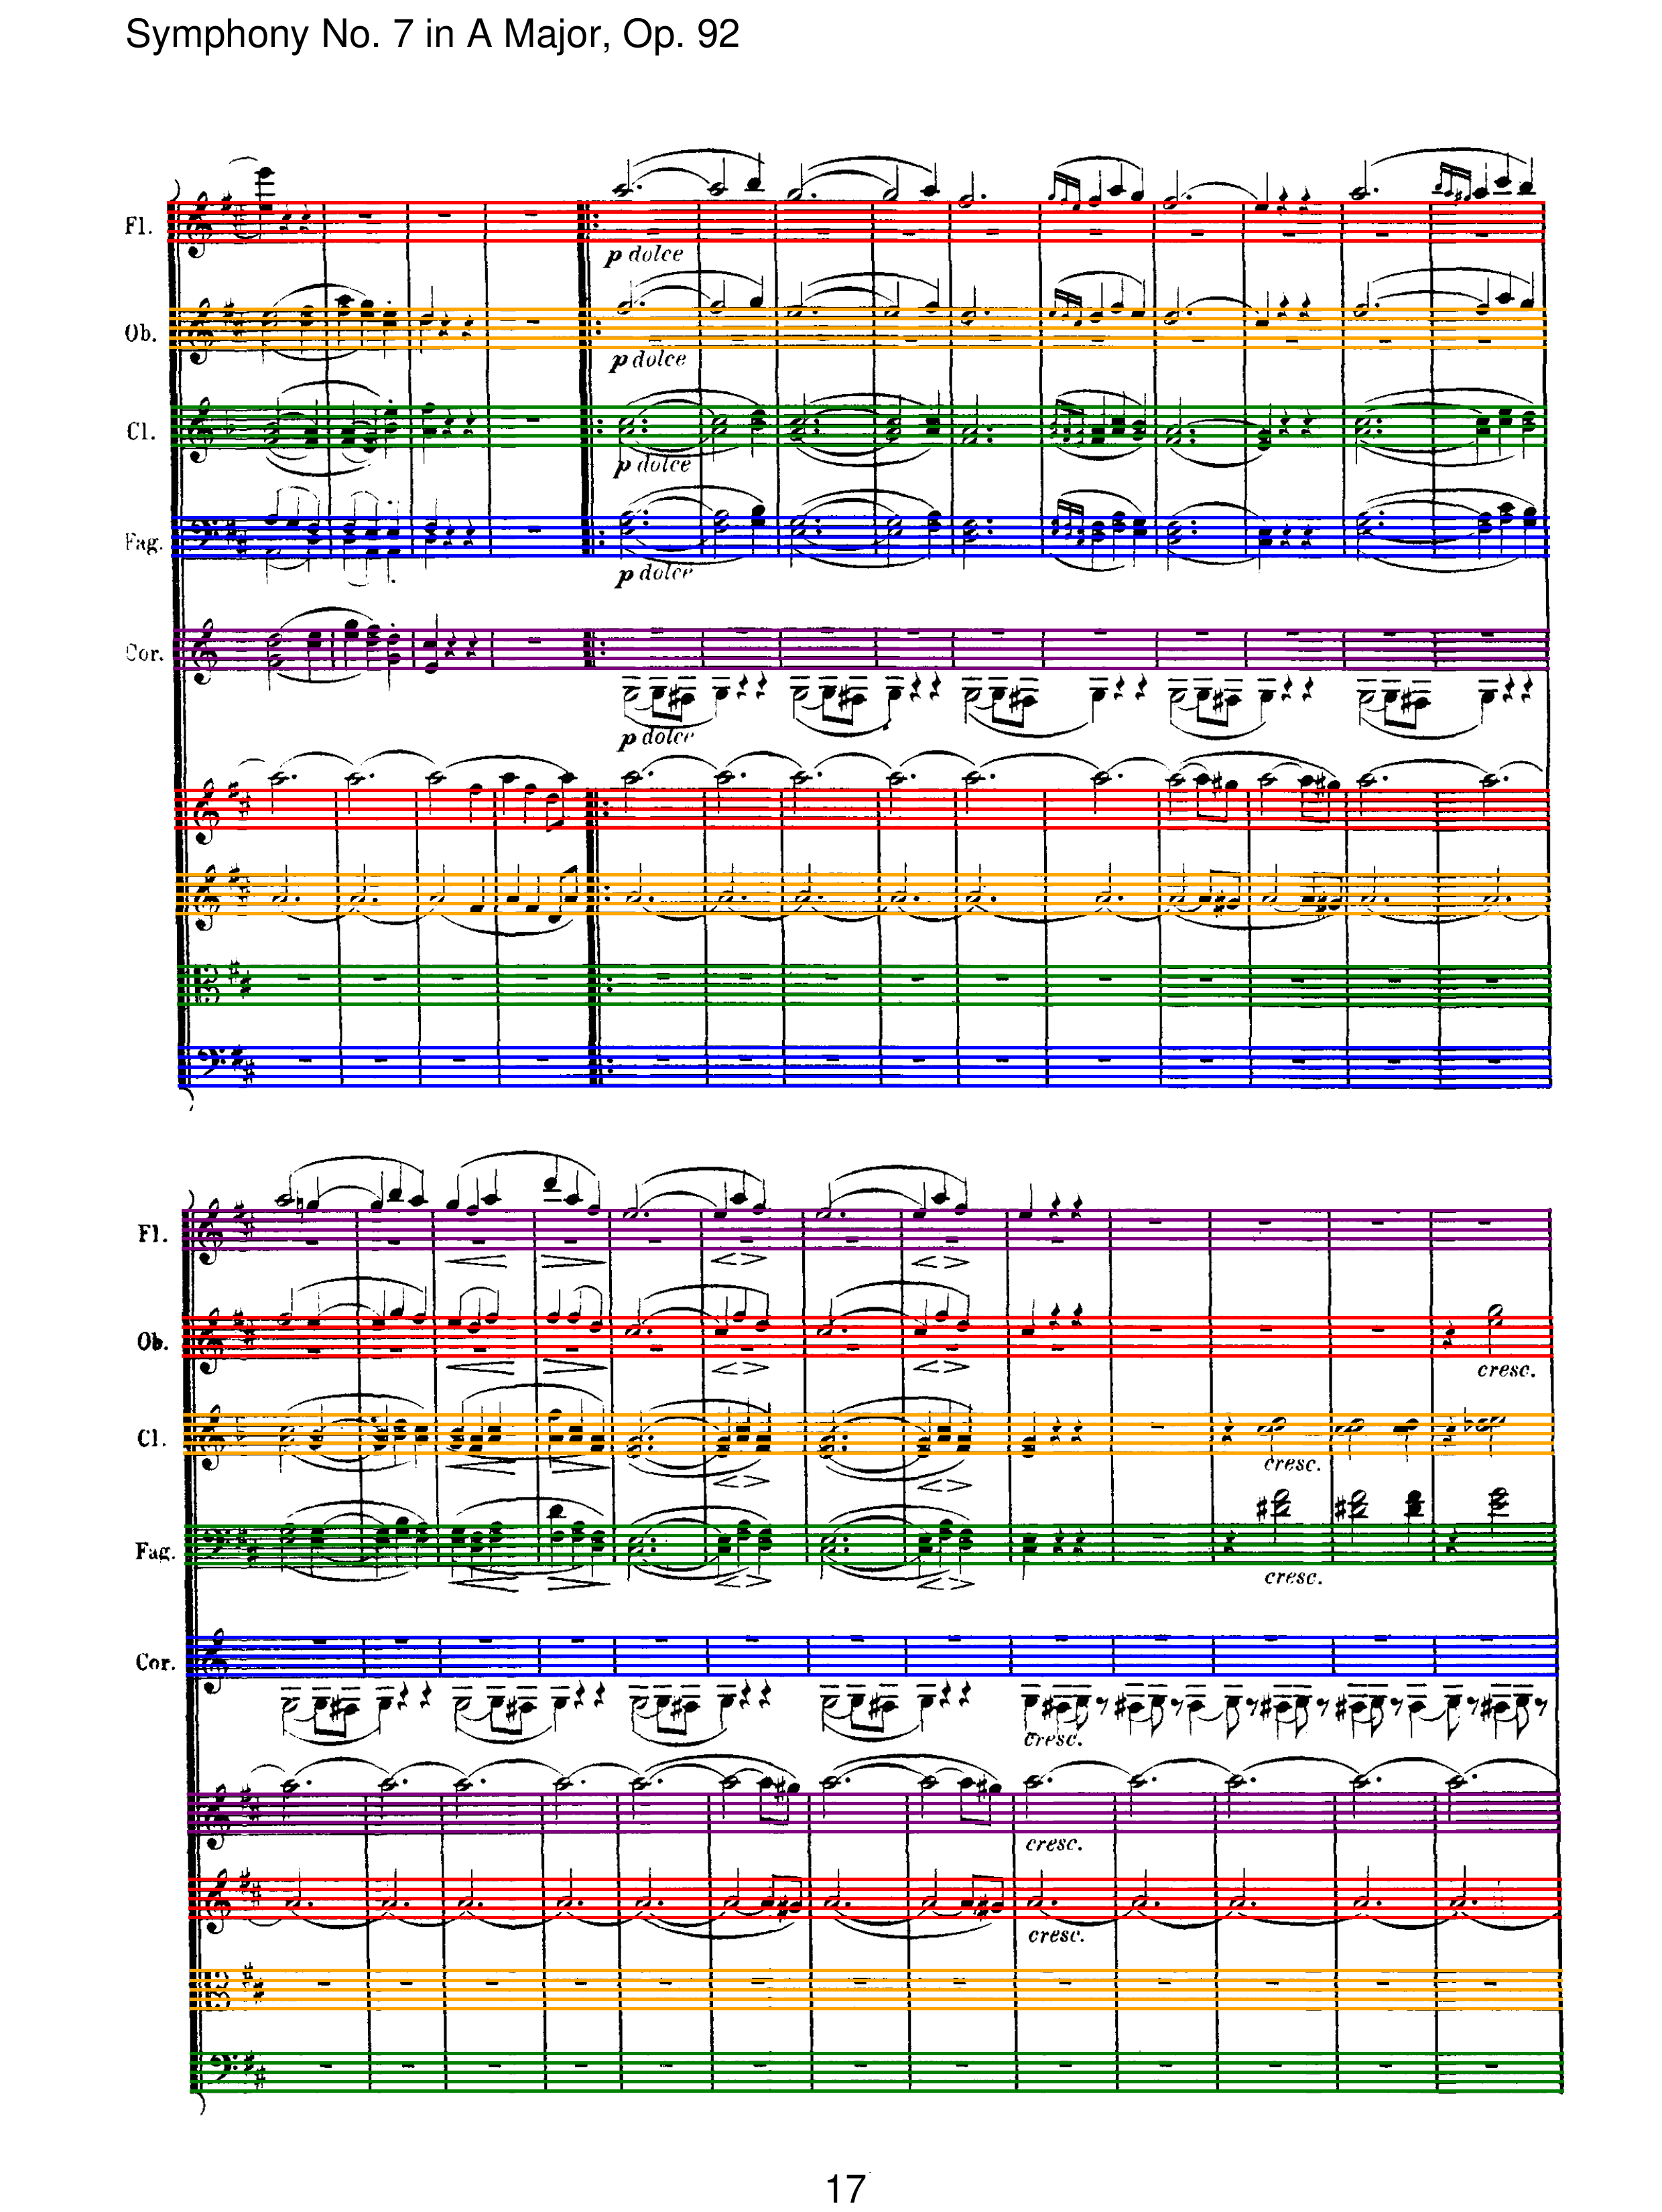 Symphony No. 7 in A Major, Op. 92
Fl.
p dolce
Ob.
p dolce
Cl.
p dolce
Fag.
p dolce
Cor.
p dolce
Fl.
Ob.
cresc.
Cl.
cresc.
Fag.
cresc.
Cor.
cresc.
cresc.
cresc.
17